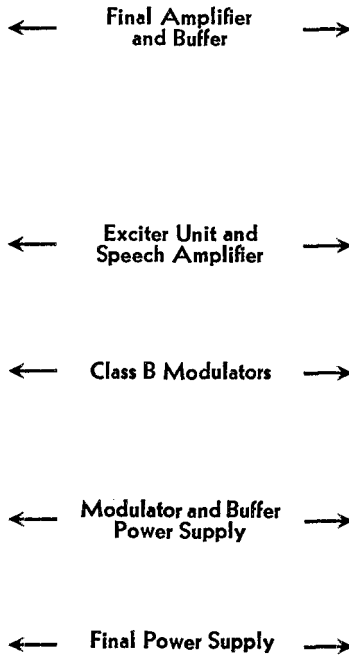 Final Amplifier
and Buffer
Exciter Unit and
Speech Amplifier
Class B Modulators
Modulator and Buffer
Power Supply
Final Power Supply